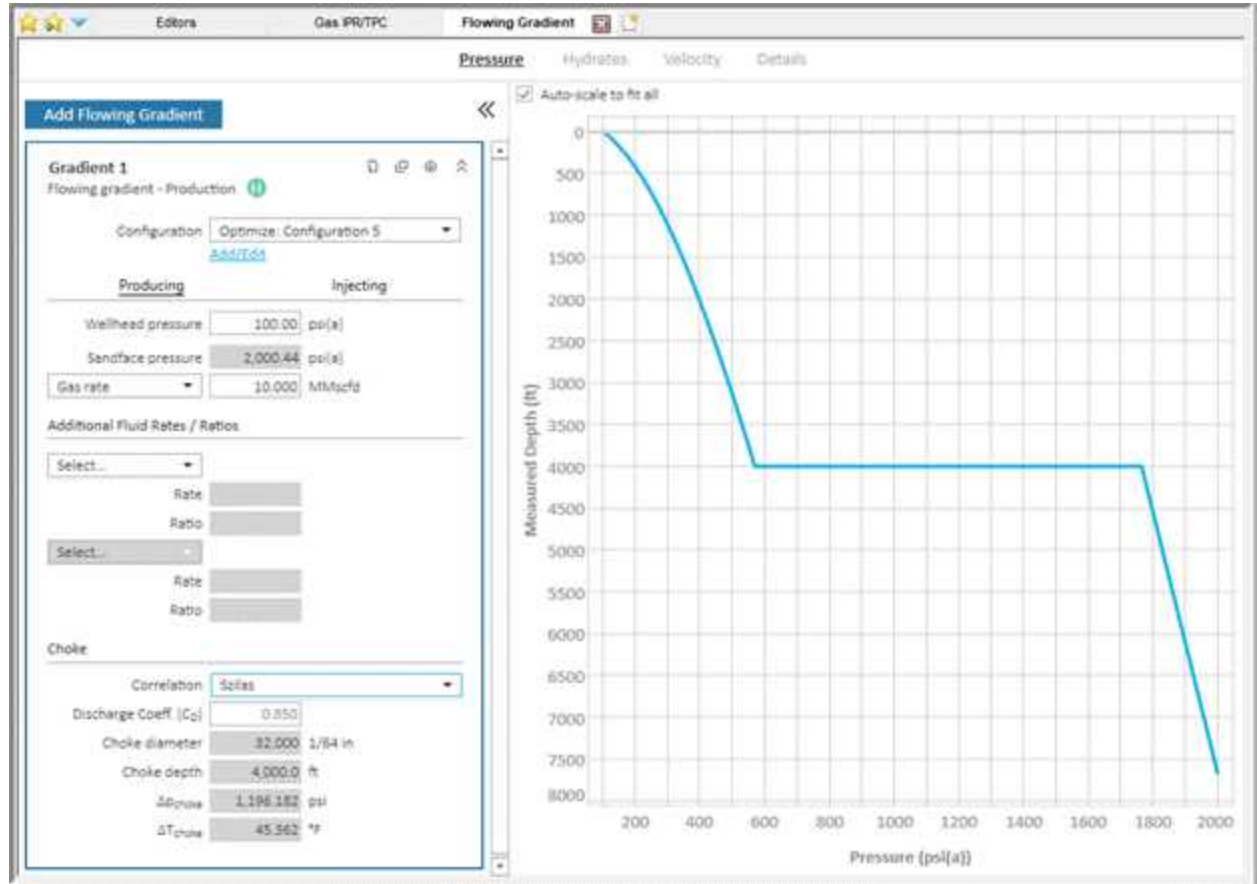 Editors Gas IPR/TPC Flowing Gradient
Pressure Hydrates Velocity Details
Add Flowing Gradient
Gradient 1
Flowing gradient - Production
Configuration Optimize: Configuration 5
Add/Edit
Producing Injecting
Wellhead pressure 100.00 psi(a)
Sandface pressure 2,000.44 psi(a)
Gas rate 10.000 MMscfd
Additional Fluid Rates / Ratios
Select...
Rate
Ratio
Select...
Rate
Ratio
Choke
Correlation Szilas
Discharge Coeff. (CD) 0.850
Choke diameter 32.000 1/64 in
Choke depth 4,000.0 ft
Δpchoke 1,196.182 psi
ΔTchoke 45.562 °F
Auto-scale to fit all
0
500
1000
1500
2000
2500
3000
3500
4000
4500
5000
5500
6000
6500
7000
7500
8000
Measured Depth (ft)
200 400 600 800 1000 1200 1400 1600 1800 2000
Pressure (psi(a))